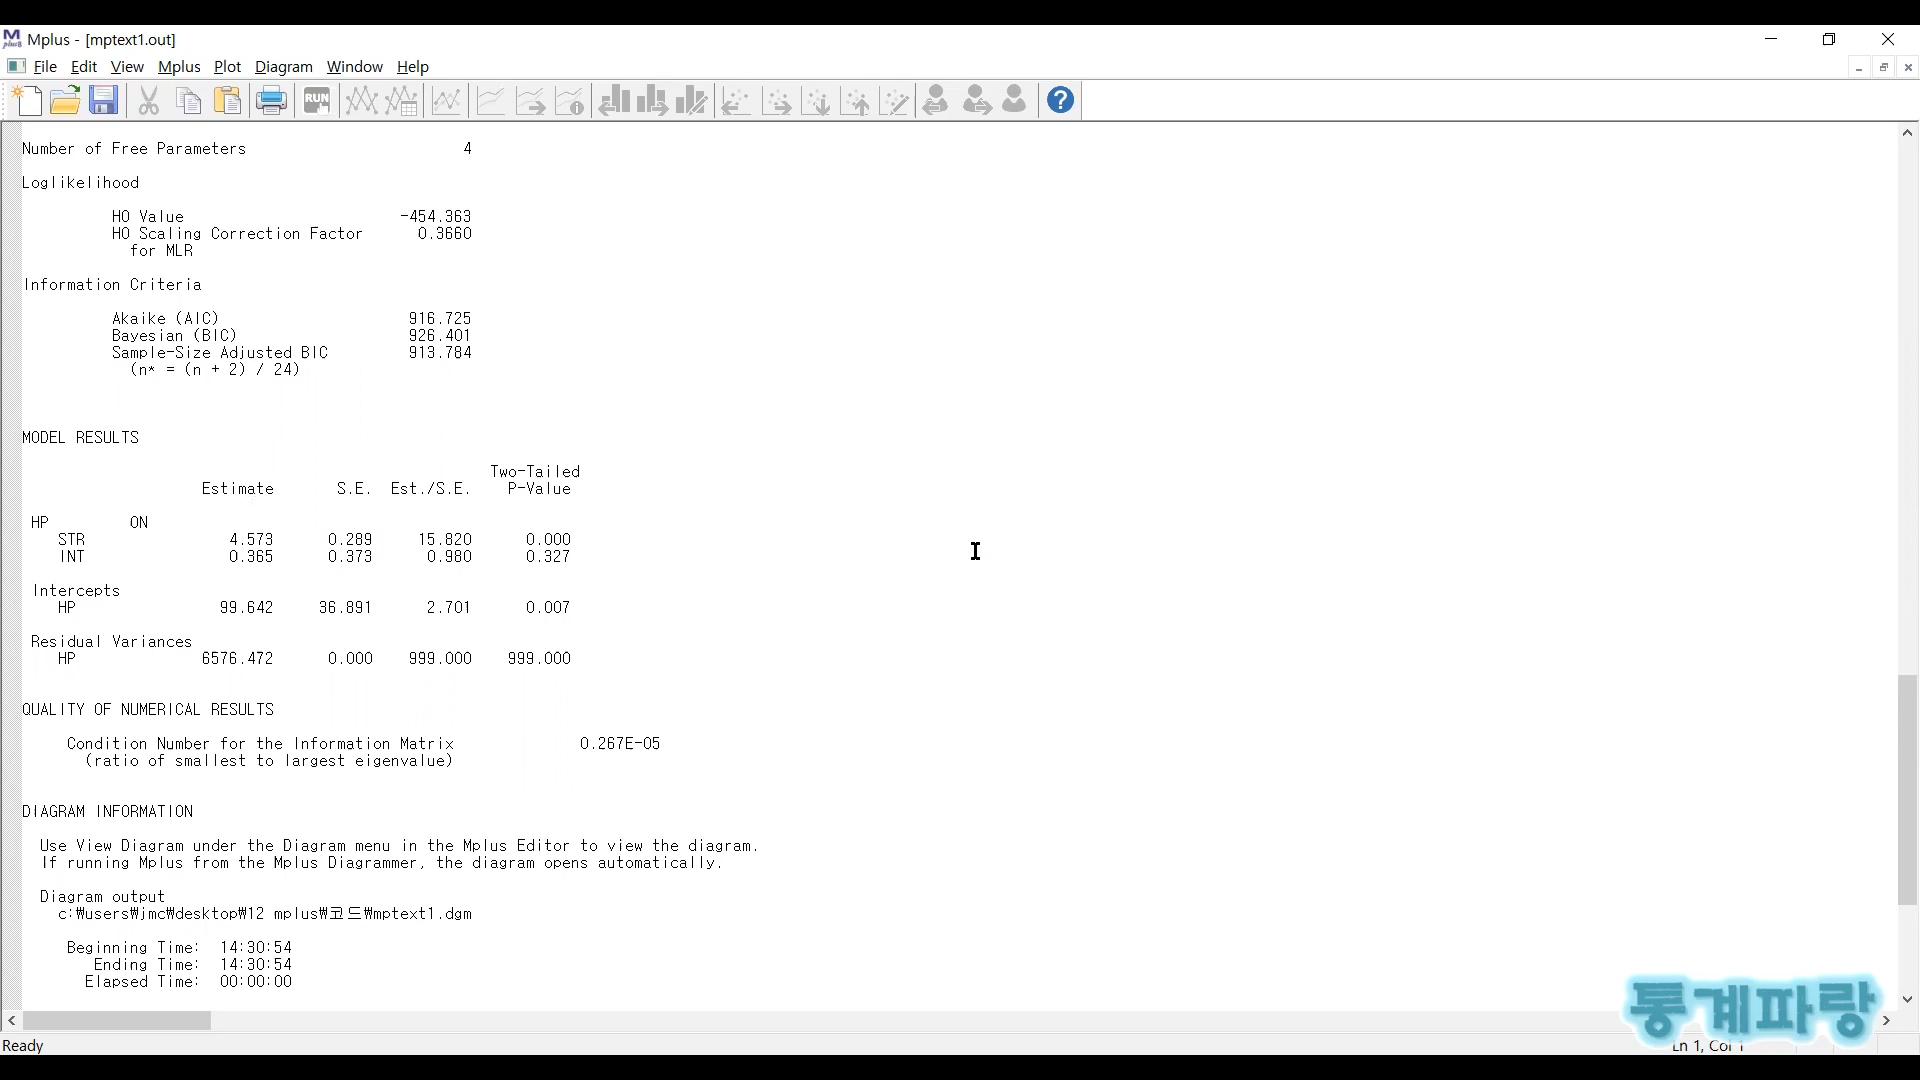 Mplus - [mptext1.out]
File Edit View Mplus Plot Diagram Window Help
RUN
Number of Free Parameters 4
Loglikelihood
H0 Value -454.363
H0 Scaling Correction Factor 0.3660
for MLR
Information Criteria
Akaike (AIC) 916.725
Bayesian (BIC) 926.401
Sample-Size Adjusted BIC 913.784
(n* = (n + 2) / 24)
MODEL RESULTS
Two-Tailed
Estimate S.E. Est./S.E. P-Value
HP ON
STR 4.573 0.289 15.820 0.000
INT 0.365 0.373 0.980 0.327
Intercepts
HP 99.642 36.891 2.701 0.007
Residual Variances
HP 6576.472 0.000 999.000 999.000
QUALITY OF NUMERICAL RESULTS
Condition Number for the Information Matrix 0.267E-05
(ratio of smallest to largest eigenvalue)
DIAGRAM INFORMATION
Use View Diagram under the Diagram menu in the Mplus Editor to view the diagram.
If running Mplus from the Mplus Diagrammer, the diagram opens automatically.
Diagram output
c:₩users₩jmc₩desktop₩12 mplus₩코드₩mptext1.dgm
Beginning Time: 14:30:54
Ending Time: 14:30:54
Elapsed Time: 00:00:00
통계파랑
Ready
Ln 1, Col 1